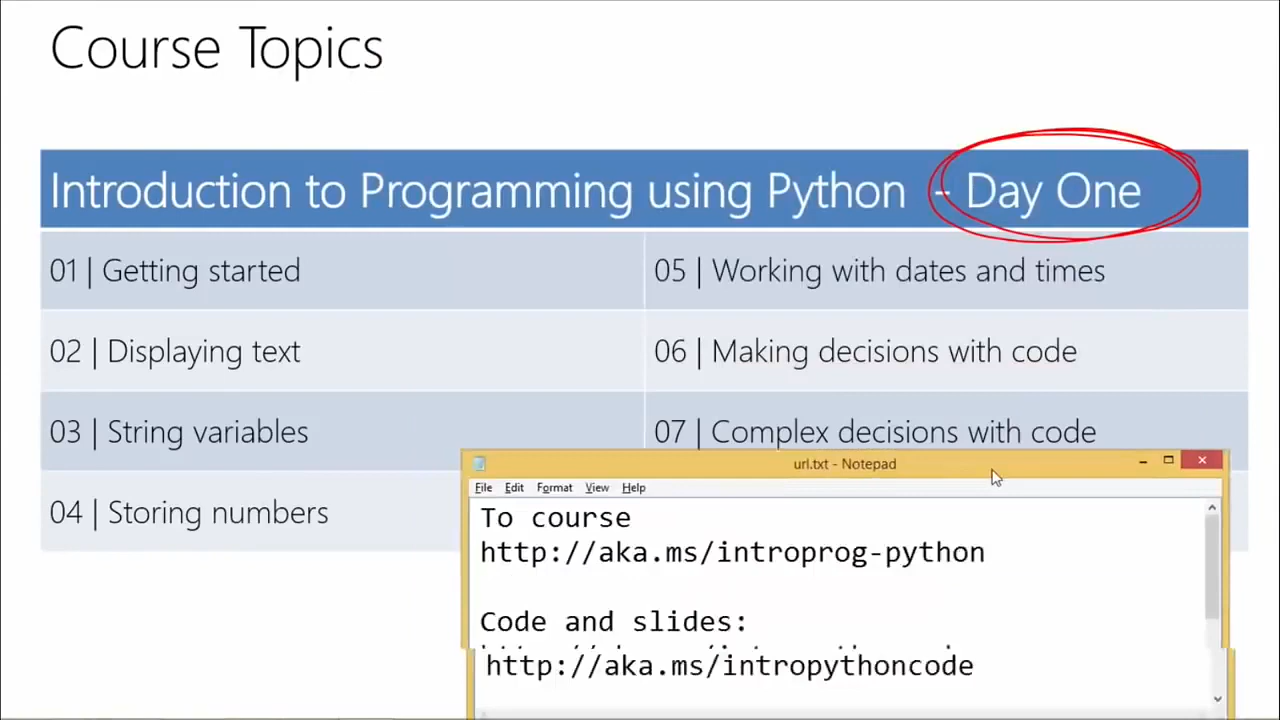 Course Topics
Introduction to Programming using Python - Day One
01 | Getting started
05 | Working with dates and times
02 | Displaying text
06 | Making decisions with code
03 | String variables
07 | Complex decisions with code
04 | Storing numbers
url.txt - Notepad
File Edit Format View Help
To course
http://aka.ms/introprog-python
Code and slides:
http://aka.ms/intropythoncode